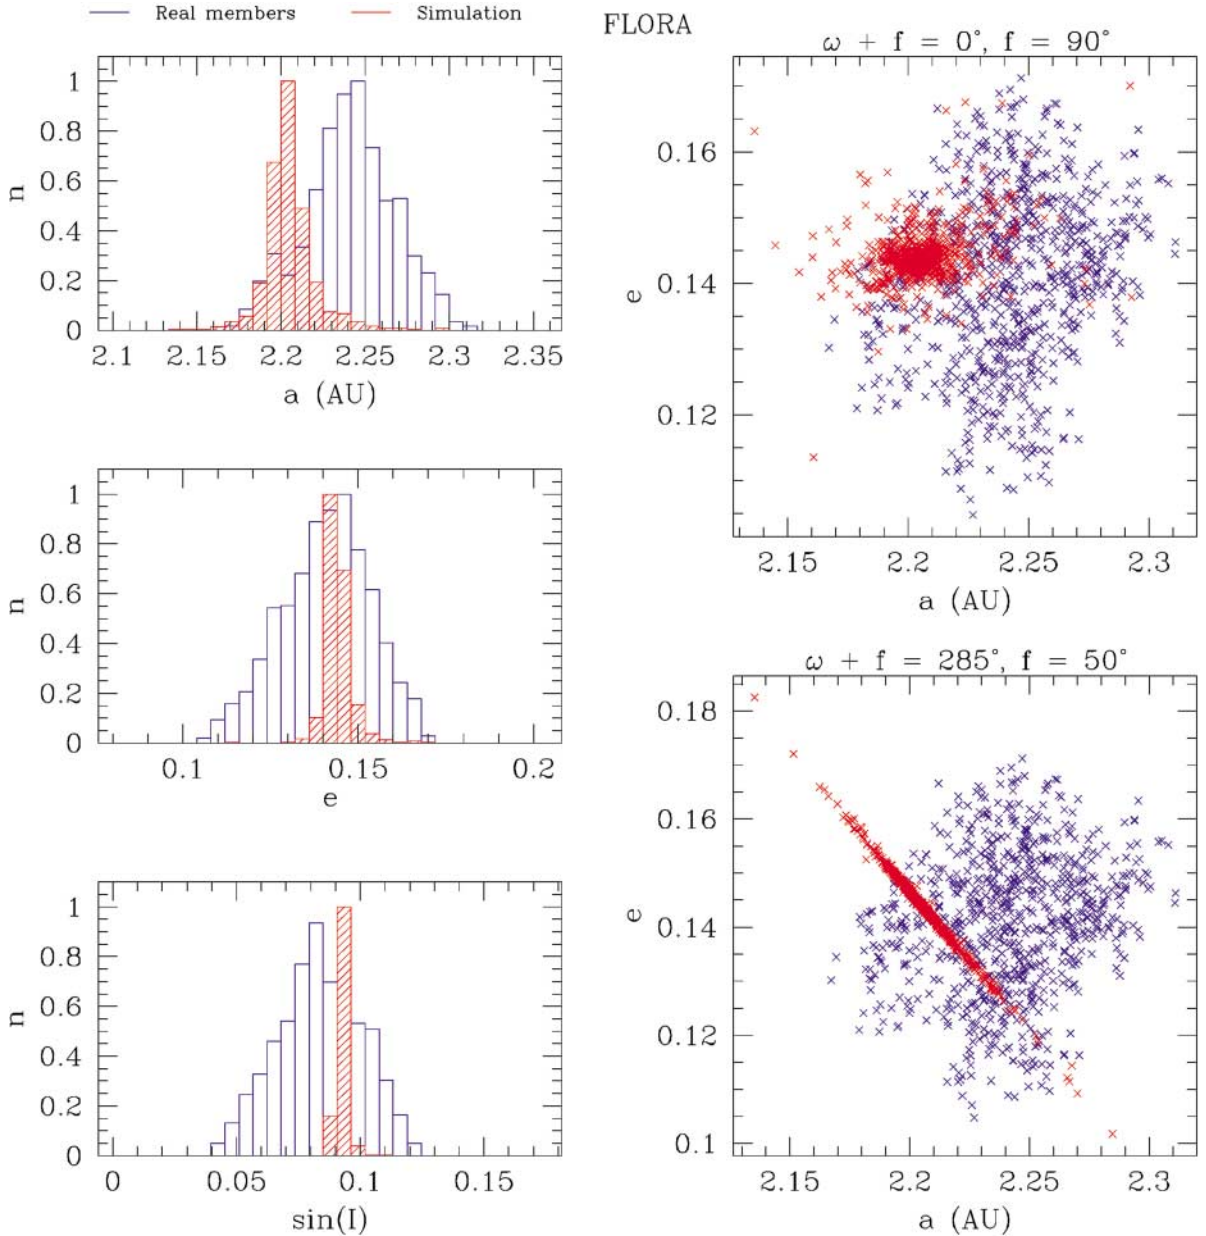 Real members Simulation
FLORA
n
1
0.8
0.6
0.4
0.2
0
2.1 2.15 2.2 2.25 2.3 2.35
a (AU)
n
1
0.8
0.6
0.4
0.2
0
0.1 0.15 0.2
e
n
1
0.8
0.6
0.4
0.2
0
0 0.05 0.1 0.15
sin(I)
ω + f = 0°, f = 90°
e
0.16
0.14
0.12
2.15 2.2 2.25 2.3
a (AU)
ω + f = 285°, f = 50°
e
0.18
0.16
0.14
0.12
0.1
2.15 2.2 2.25 2.3
a (AU)